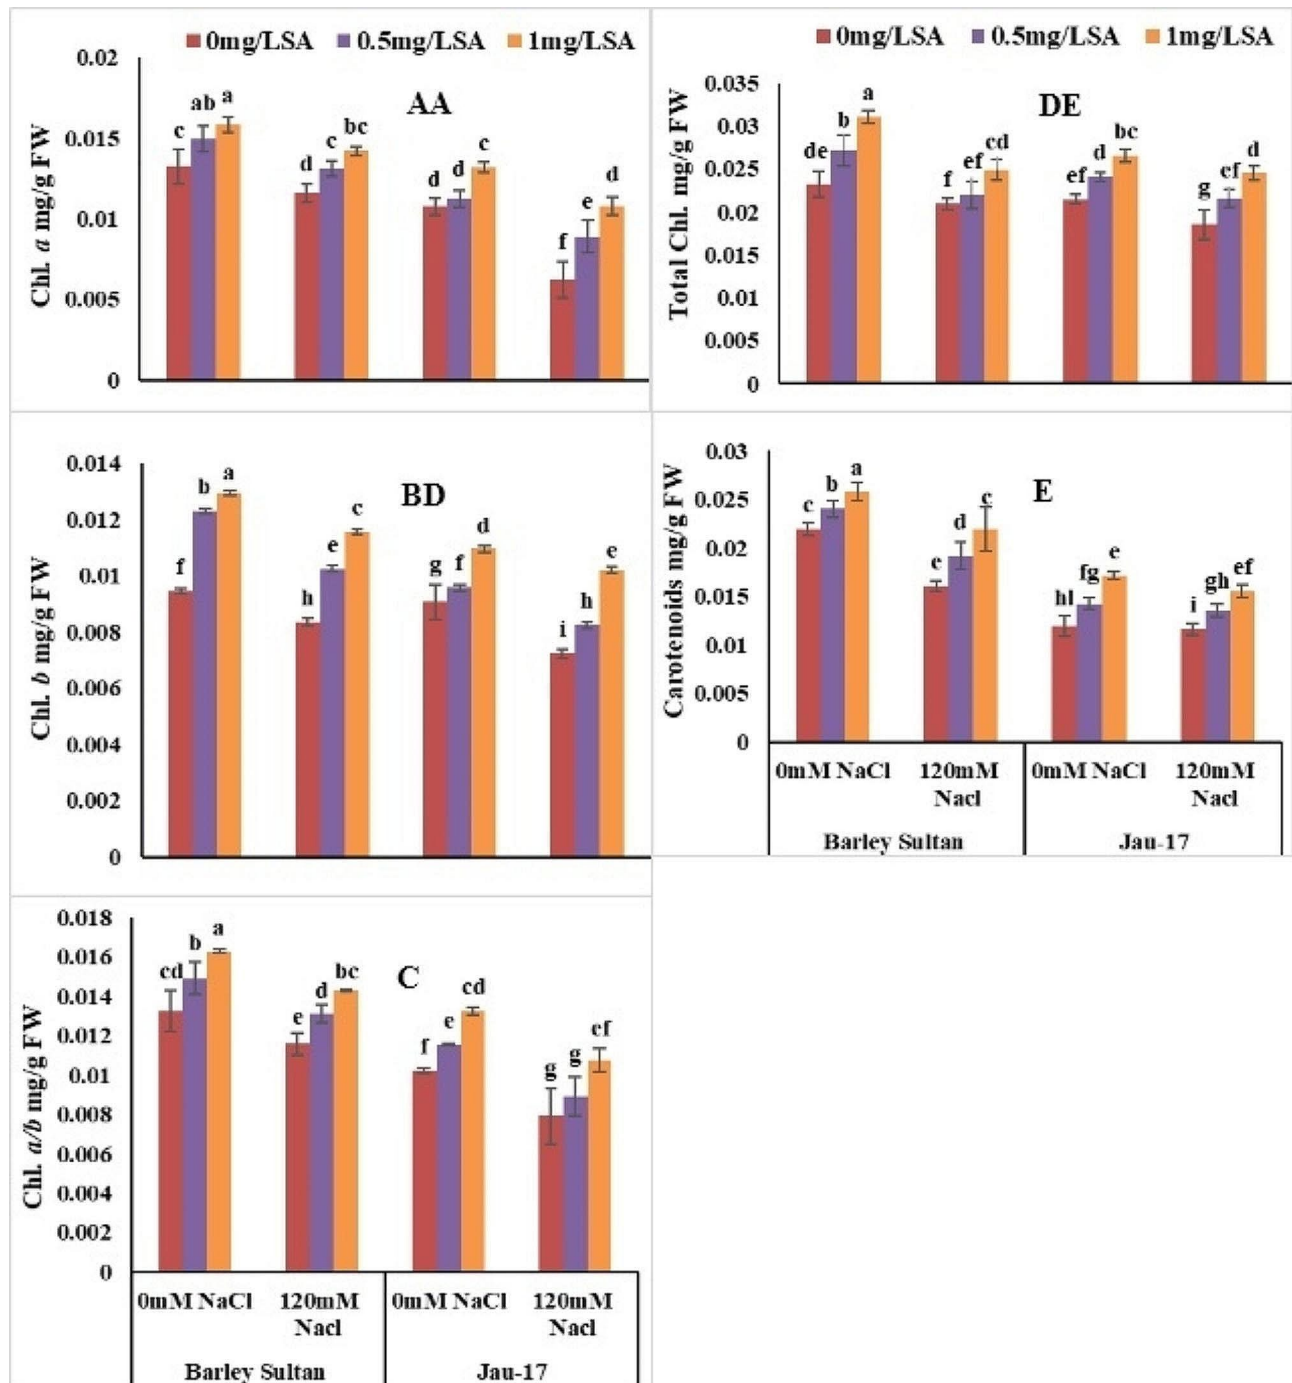 0mg/LSA 0.5mg/LSA 1mg/LSA
AA
Chl. a mg/g FW
0.02
0.015
0.01
0.005
0
c ab a
d c bc
d d c
f e d
0mg/LSA 0.5mg/LSA 1mg/LSA
DE
Total Chl. mg/g FW
0.035
0.03
0.025
0.02
0.015
0.01
0.005
0
de b a
f ef cd
ef d bc
g ef d
BD
Chl. b mg/g FW
0.014
0.012
0.01
0.008
0.006
0.004
0.002
0
f b a
h e c
g f d
i h e
E
Carotenoids mg/g FW
0.03
0.025
0.02
0.015
0.01
0.005
0
c b a
e d c
hl fg e
i gh ef
0mM NaCl 120mM Nacl 0mM NaCl 120mM Nacl
Barley Sultan Jau-17
C
Chl. a/b mg/g FW
0.018
0.016
0.014
0.012
0.01
0.008
0.006
0.004
0.002
0
cd b a
e d bc
f e cd
g g ef
0mM NaCl 120mM Nacl 0mM NaCl 120mM Nacl
Barley Sultan Jau-17